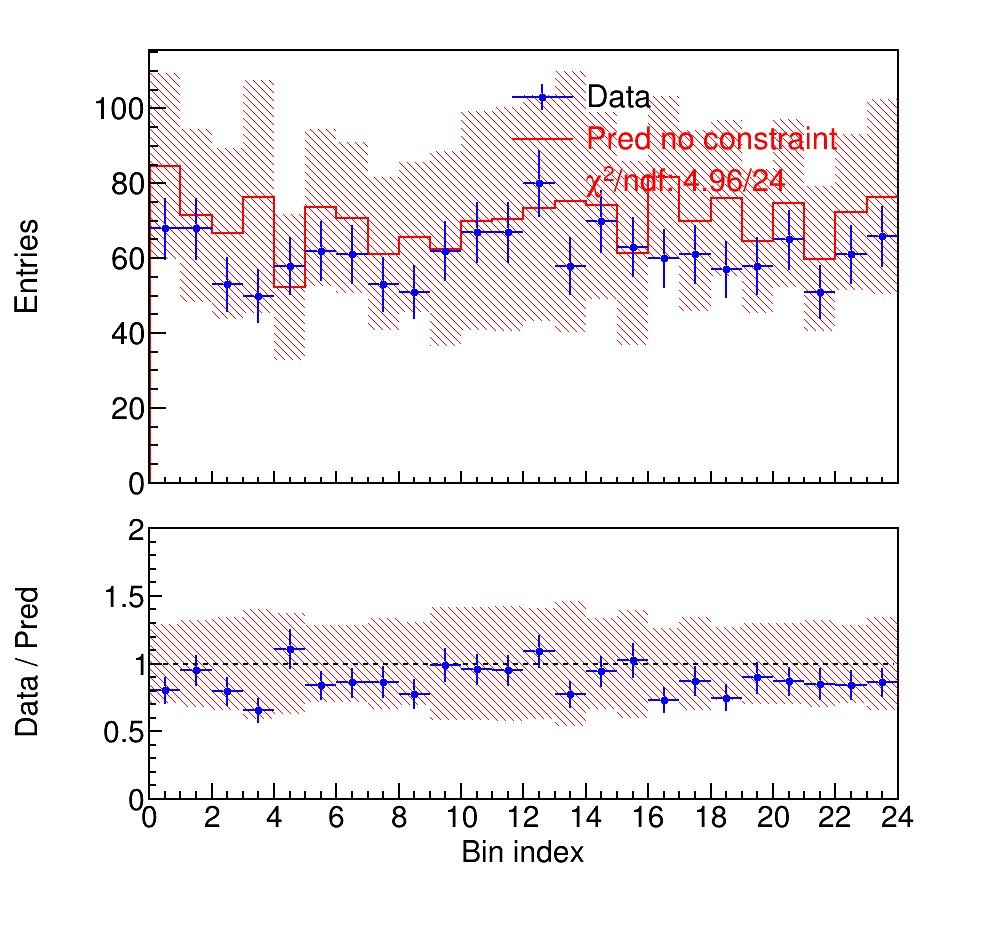 Entries
100
80
60
40
20
0
Data
Pred no constraint
χ²/ndf: 4.96/24
Data / Pred
2
1.5
1
0.5
0
0 2 4 6 8 10 12 14 16 18 20 22 24
Bin index